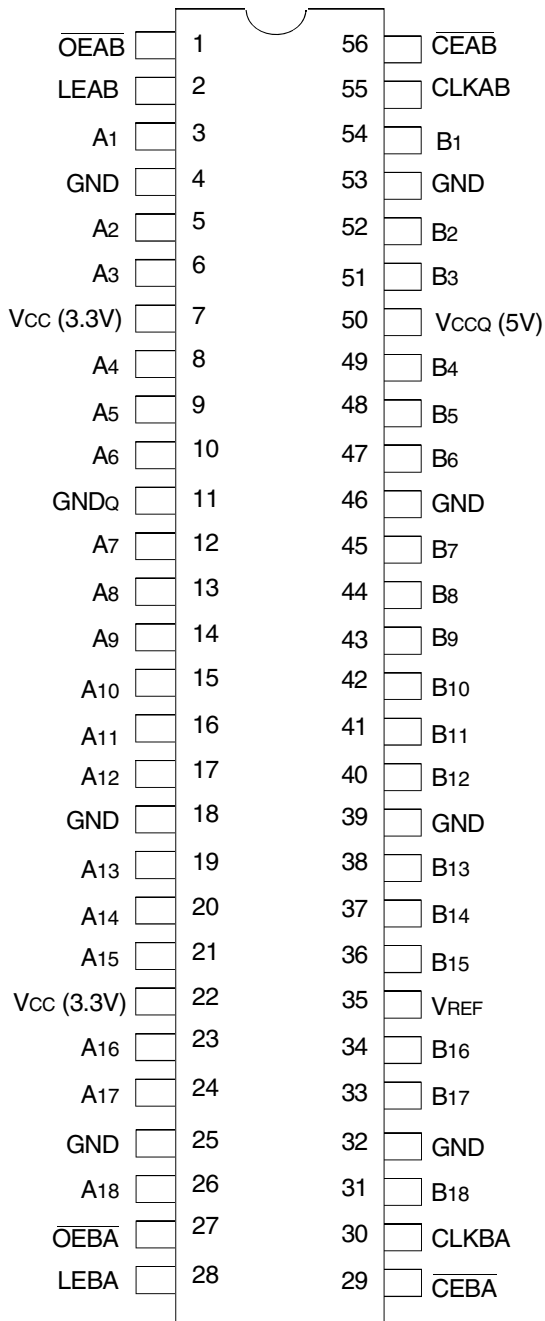 OEAB 1 56 CEAB
LEAB 2 55 CLKAB
A1 3 54 B1
GND 4 53 GND
A2 5 52 B2
A3 6 51 B3
VCC (3.3V) 7 50 VCCQ (5V)
A4 8 49 B4
A5 9 48 B5
A6 10 47 B6
GNDQ 11 46 GND
A7 12 45 B7
A8 13 44 B8
A9 14 43 B9
A10 15 42 B10
A11 16 41 B11
A12 17 40 B12
GND 18 39 GND
A13 19 38 B13
A14 20 37 B14
A15 21 36 B15
VCC (3.3V) 22 35 VREF
A16 23 34 B16
A17 24 33 B17
GND 25 32 GND
A18 26 31 B18
OEBA 27 30 CLKBA
LEBA 28 29 CEBA